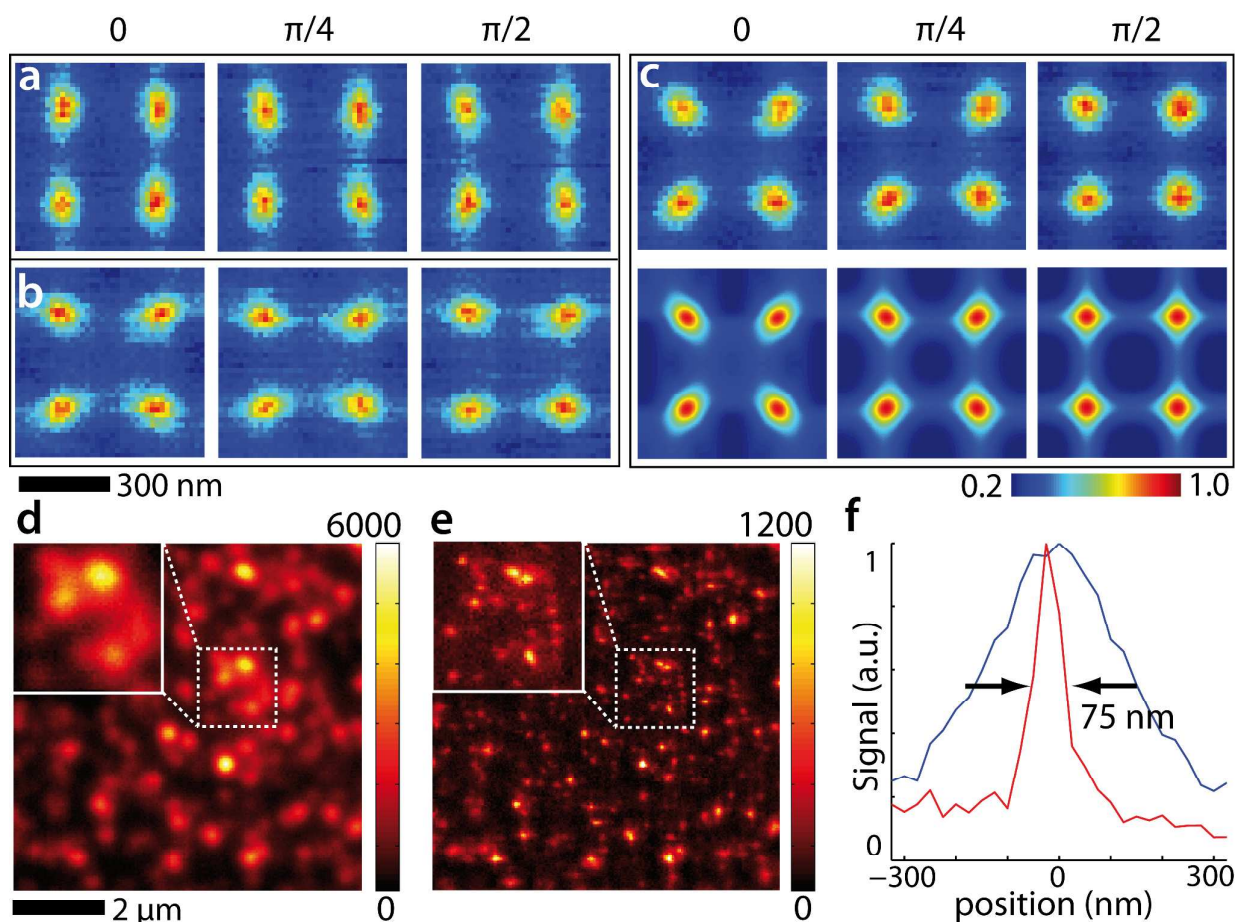 0 π/4 π/2 0 π/4 π/2
a c
b
300 nm 0.2 1.0
d 6000 e 1200 f
1
Signal (a.u.)
75 nm
0 0 0
−300 0 300
2 μm position (nm)